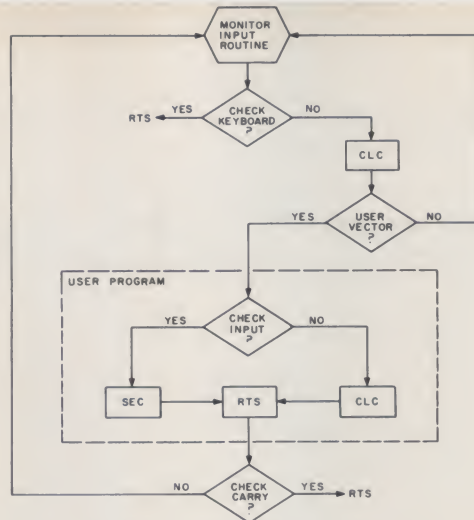 MONITOR
INPUT
ROUTINE
RTS
YES
CHECK
KEYBOARD
?
NO
CLC
YES
USER
VECTOR
?
NO
USER PROGRAM
YES
CHECK
INPUT
?
NO
SEC
RTS
CLC
NO
CHECK
CARRY
?
YES
RTS